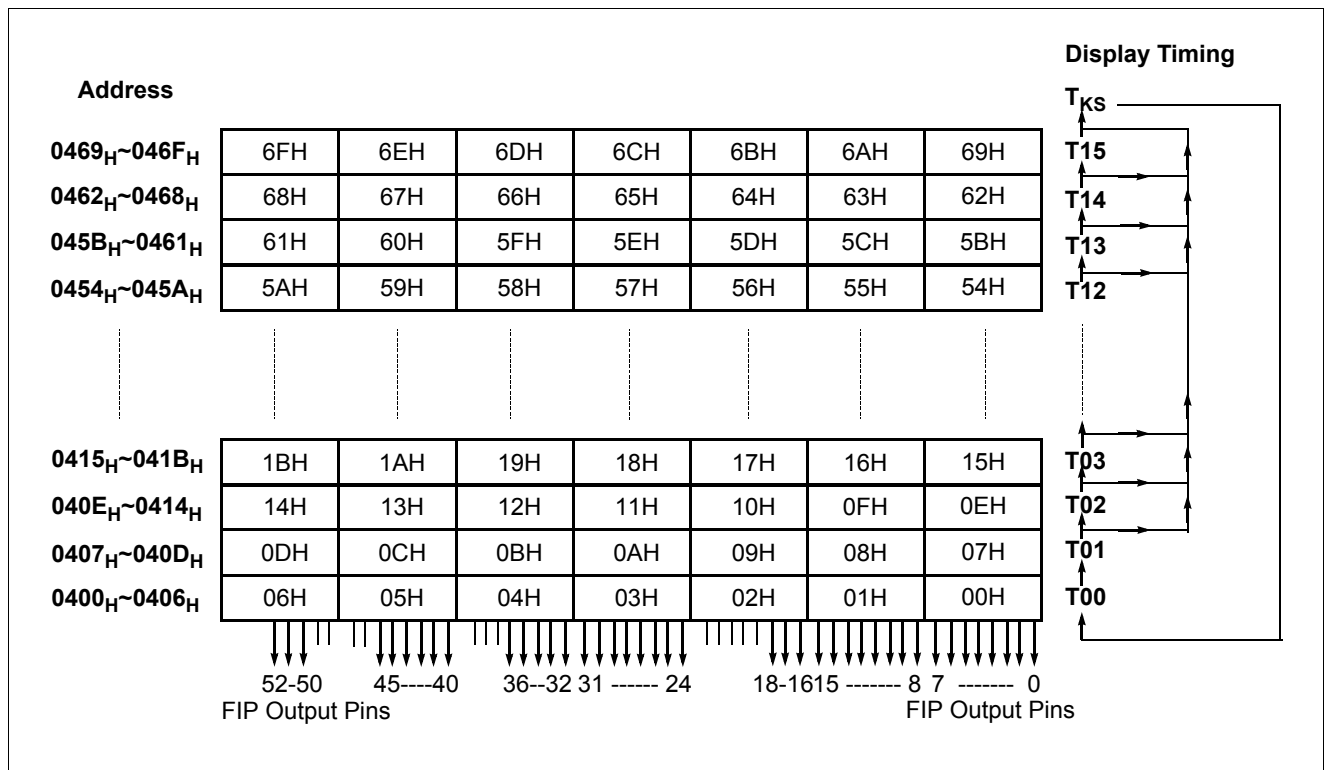 Display Timing
Address
TKS
0469H~046FH 6FH 6EH 6DH 6CH 6BH 6AH 69H T15
0462H~0468H 68H 67H 66H 65H 64H 63H 62H T14
045BH~0461H 61H 60H 5FH 5EH 5DH 5CH 5BH T13
0454H~045AH 5AH 59H 58H 57H 56H 55H 54H T12
0415H~041BH 1BH 1AH 19H 18H 17H 16H 15H T03
040EH~0414H 14H 13H 12H 11H 10H 0FH 0EH T02
0407H~040DH 0DH 0CH 0BH 0AH 09H 08H 07H T01
0400H~0406H 06H 05H 04H 03H 02H 01H 00H T00
52-50 45----40 36--32 31 ------ 24 18-1615 ------- 8 7 ------- 0
FIP Output Pins FIP Output Pins